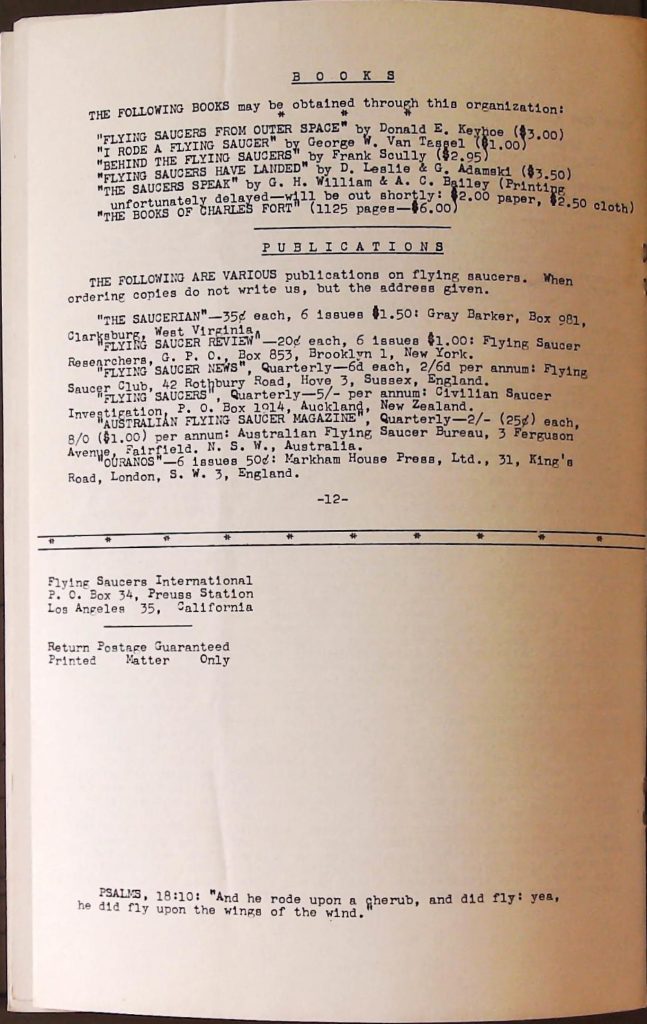 B O O K S
THE FOLLOWING BOOKS may be obtained through this organization:
* * *
"FLYING SAUCERS FROM OUTER SPACE" by Donald E. Keyhoe ($3.00)
"I RODE A FLYING SAUCER" by George W. Van Tassel ($1.00)
"BEHIND THE FLYING SAUCERS" by Frank Scully ($2.95)
"FLYING SAUCERS HAVE LANDED" by D. Leslie & G. Adamski ($3.50)
"THE SAUCERS SPEAK" by G. H. William & A. C. Bailey (Printing
unfortunately delayed—will be out shortly: $2.00 paper, $2.50 cloth)
"THE BOOKS OF CHARLES FORT" (1125 pages—$6.00)
P U B L I C A T I O N S
THE FOLLOWING ARE VARIOUS publications on flying saucers. When
ordering copies do not write us, but the address given.
"THE SAUCERIAN"—35¢ each, 6 issues $1.50: Gray Barker, Box 981,
Clarksburg, West Virginia,
"FLYING SAUCER REVIEW"—20¢ each, 6 issues $1.00: Flying Saucer
Researchers, G. P. O., Box 853, Brooklyn 1, New York.
"FLYING SAUCER NEWS", Quarterly—6d each, 2/6d per annum: Flying
Saucer Club, 42 Rothbury Road, Hove 3, Sussex, England.
"FLYING SAUCERS", Quarterly—5/- per annum: Civilian Saucer
Investigation, P. O. Box 1914, Auckland, New Zealand.
"AUSTRALIAN FLYING SAUCER MAGAZINE", Quarterly—2/- (25¢) each,
8/0 ($1.00) per annum: Australian Flying Saucer Bureau, 3 Ferguson
Avenue, Fairfield. N. S. W., Australia.
"OURANOS"—6 issues 50¢: Markham House Press, Ltd., 31, King's
Road, London, S. W. 3, England.
-12-
* * * * * * * * * *
Flying Saucers International
P. O. Box 34, Preuss Station
Los Angeles 35, California
Return Postage Guaranteed
Printed Matter Only
PSALMS, 18:10: "And he rode upon a cherub, and did fly: yea,
he did fly upon the wings of the wind."